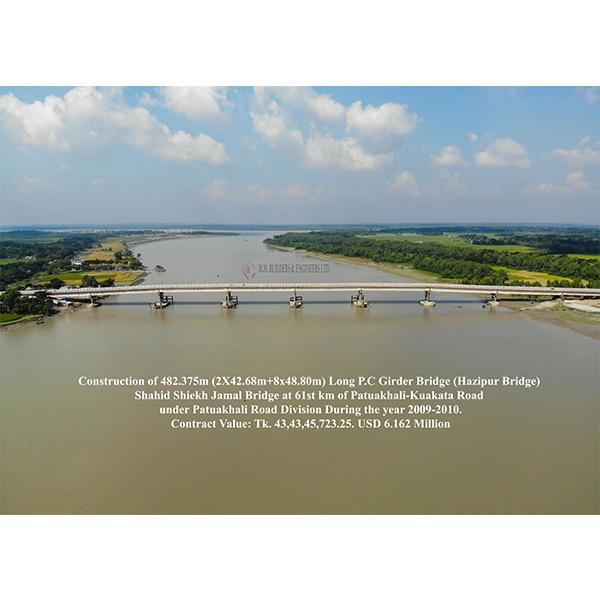 M.M. BUILDERS & ENGINEERS LTD.
Construction of 482.375m (2X42.68m+8x48.80m) Long P.C Girder Bridge (Hazipur Bridge)
Shahid Shiekh Jamal Bridge at 61st km of Patuakhali-Kuakata Road
under Patuakhali Road Division During the year 2009-2010.
Contract Value: Tk. 43,43,45,723.25. USD 6.162 Million